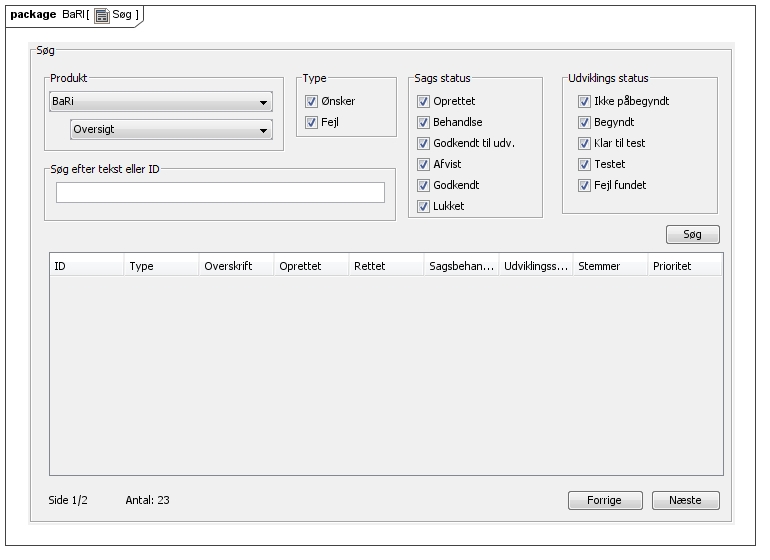 package BaRI[ Søg ]
Søg
Produkt
BaRi
Oversigt
Type
Ønsker
Fejl
Sags status
Oprettet
Behandlse
Godkendt til udv.
Afvist
Godkendt
Lukket
Udviklings status
Ikke påbegyndt
Begyndt
Klar til test
Testet
Fejl fundet
Søg efter tekst eller ID
Søg
ID Type Overskrift Oprettet Rettet Sagsbehan... Udviklingss... Stemmer Prioritet
Side 1/2 Antal: 23 Forrige Næste